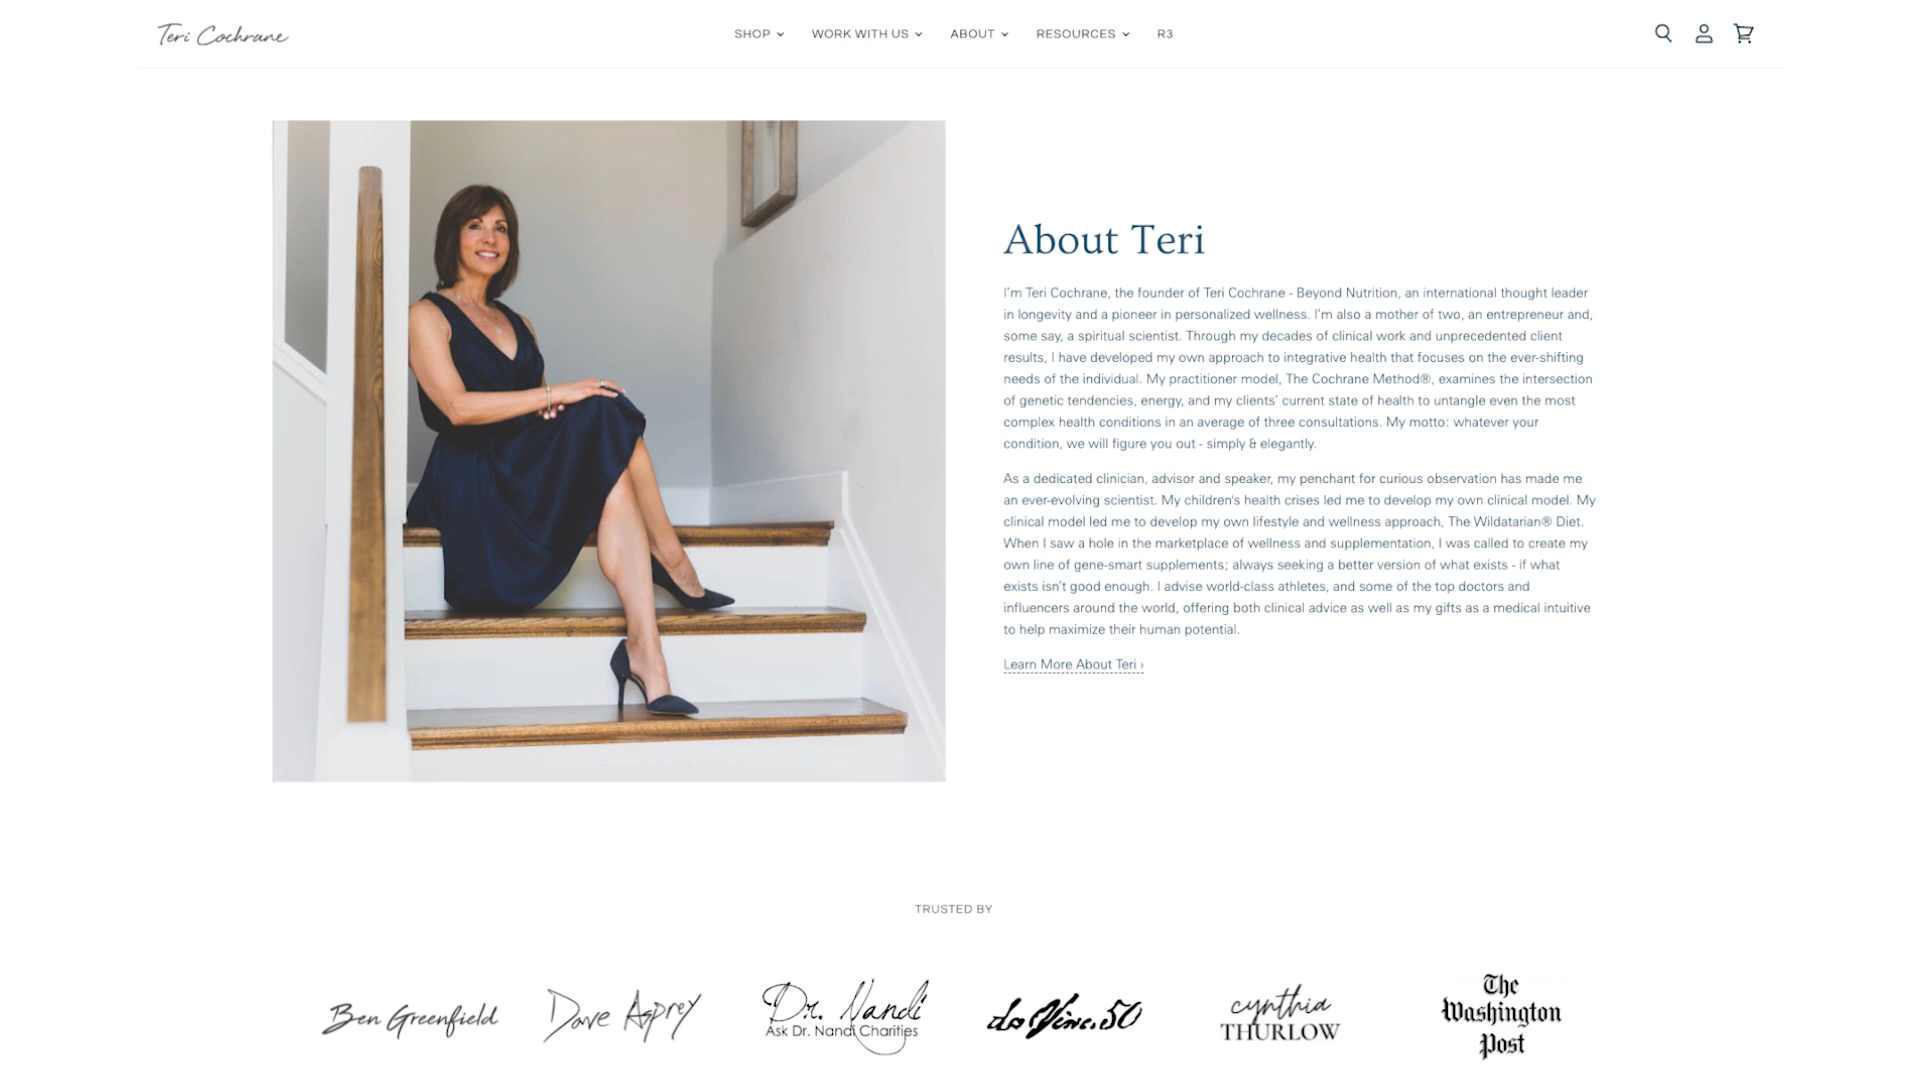 Teri Cochrane
SHOP
WORK WITH US
ABOUT
RESOURCES
R3
About Teri
I'm Teri Cochrane, the founder of Teri Cochrane - Beyond Nutrition, an international thought leader
in longevity and a pioneer in personalized wellness. I'm also a mother of two, an entrepreneur and,
some say, a spiritual scientist. Through my decades of clinical work and unprecedented client
results, I have developed my own approach to integrative health that focuses on the ever-shifting
needs of the individual. My practitioner model, The Cochrane Method®, examines the intersection
of genetic tendencies, energy, and my clients' current state of health to untangle even the most
complex health conditions in an average of three consultations. My motto: whatever your
condition, we will figure you out - simply & elegantly.
As a dedicated clinician, advisor and speaker, my penchant for curious observation has made me
an ever-evolving scientist. My children's health crises led me to develop my own clinical model. My
clinical model led me to develop my own lifestyle and wellness approach, The Wildatarian® Diet.
When I saw a hole in the marketplace of wellness and supplementation, I was called to create my
own line of gene-smart supplements; always seeking a better version of what exists - if what
exists isn't good enough. I advise world-class athletes, and some of the top doctors and
influencers around the world, offering both clinical advice as well as my gifts as a medical intuitive
to help maximize their human potential.
Learn More About Teri ›
TRUSTED BY
Ben Greenfield
Dave Asprey
Dr. Nandi
Ask Dr. Nandi Charities
da Vinc.50
cynthia
THURLOW
The
Washington
Post